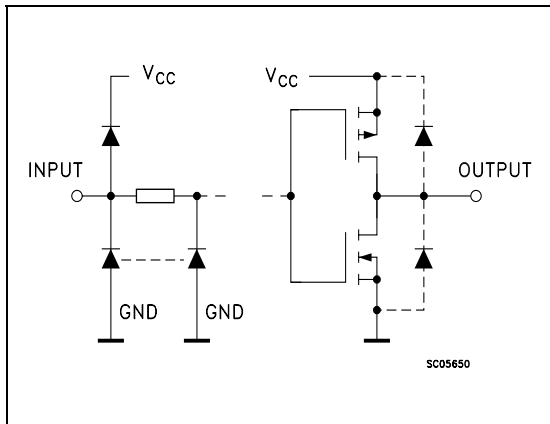 VCC
VCC
INPUT
OUTPUT
GND
GND
SC05650